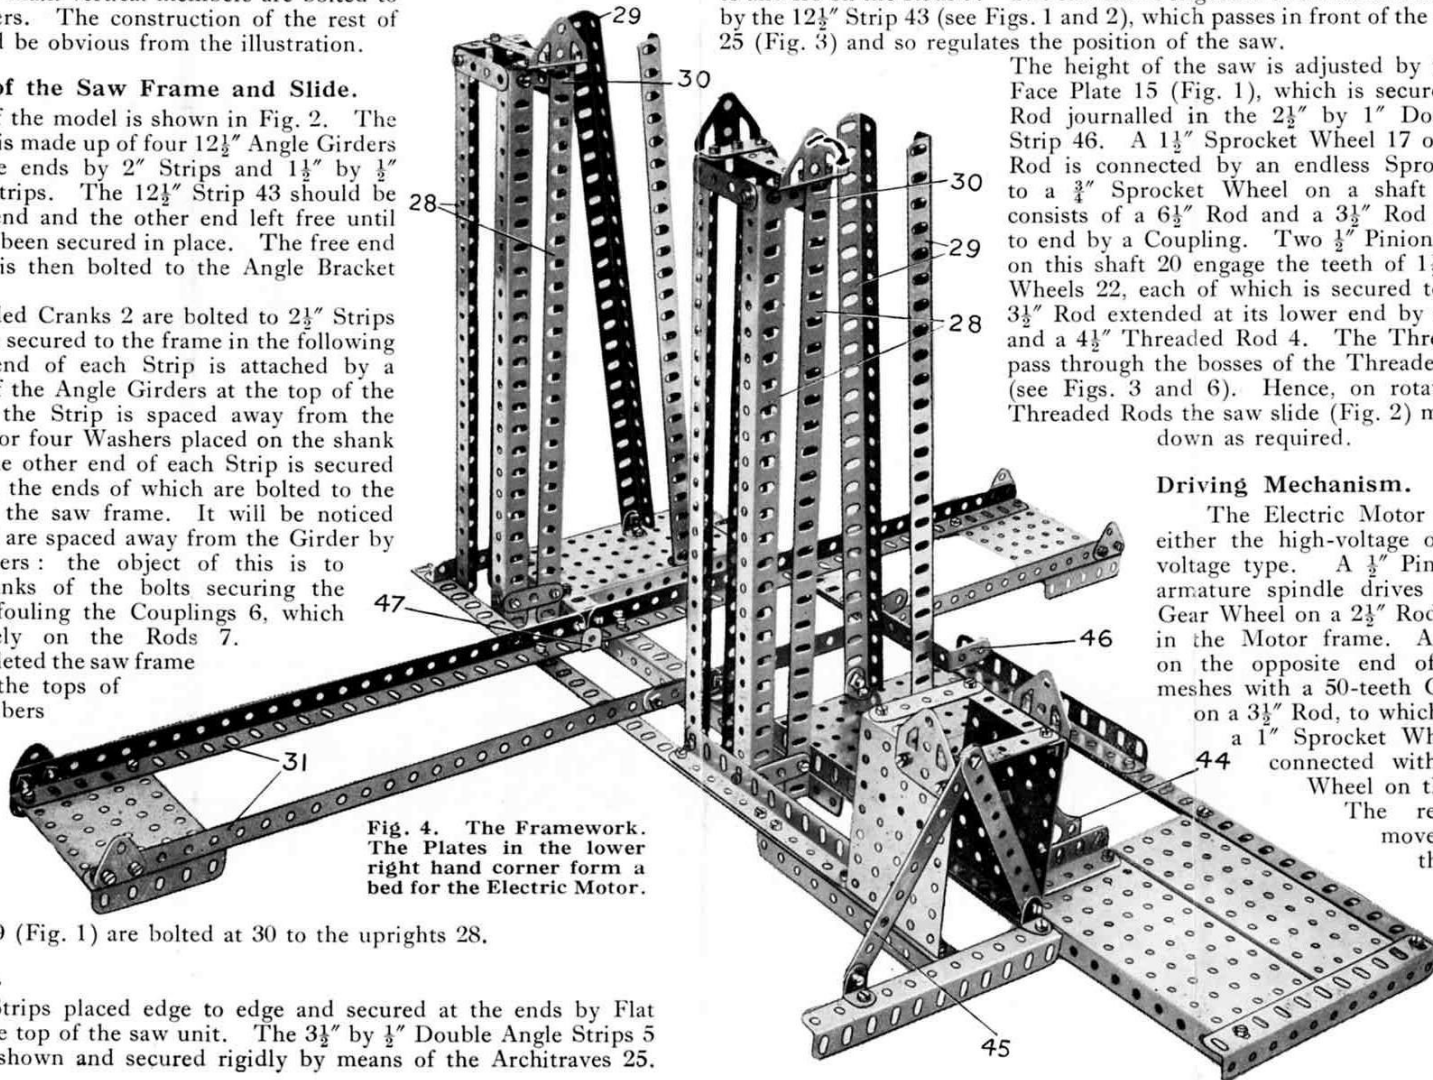 ers. The construction of the rest of
be obvious from the illustration.
of the Saw Frame and Slide.
the model is shown in Fig. 2. The
is made up of four 12½″ Angle Girders
ends by 2″ Strips and 1½″ by ½″
trips. The 12½″ Strip 43 should be
end and the other end left free until
been secured in place. The free end
is then bolted to the Angle Bracket
led Cranks 2 are bolted to 2½″ Strips
secured to the frame in the following
end of each Strip is attached by a
the Angle Girders at the top of the
the Strip is spaced away from the
or four Washers placed on the shank
e other end of each Strip is secured
the ends of which are bolted to the
the saw frame. It will be noticed
are spaced away from the Girder by
ers : the object of this is to
nks of the bolts securing the
fouling the Couplings 6, which
ely on the Rods 7.
leted the saw frame
the tops of
bers
29
30
28
47
31
30
29
28
46
44
45
Fig. 4. The Framework.
The Plates in the lower
right hand corner form a
bed for the Electric Motor.
9 (Fig. 1) are bolted at 30 to the uprights 28.
Strips placed edge to edge and secured at the ends by Flat
e top of the saw unit. The 3½″ by ½″ Double Angle Strips 5
shown and secured rigidly by means of the Architraves 25.
by the 12½″ Strip 43 (see Figs. 1 and 2), which passes in front of the
25 (Fig. 3) and so regulates the position of the saw.
The height of the saw is adjusted by
Face Plate 15 (Fig. 1), which is secure
Rod journalled in the 2½″ by 1″ Do
Strip 46. A 1½″ Sprocket Wheel 17 o
Rod is connected by an endless Spro
to a ¾″ Sprocket Wheel on a shaft
consists of a 6½″ Rod and a 3½″ Rod
to end by a Coupling. Two ½″ Pinion
on this shaft 20 engage the teeth of 1
Wheels 22, each of which is secured t
3½″ Rod extended at its lower end by
and a 4½″ Threaded Rod 4. The Thre
pass through the bosses of the Threade
(see Figs. 3 and 6). Hence, on rota
Threaded Rods the saw slide (Fig. 2) m
down as required.
Driving Mechanism.
The Electric Motor
either the high-voltage o
voltage type. A ½″ Pin
armature spindle drives
Gear Wheel on a 2½″ Rod
in the Motor frame. A
on the opposite end of
meshes with a 50-teeth G
on a 3½″ Rod, to which
a 1″ Sprocket Wh
connected with
Wheel on t
The re
move
th